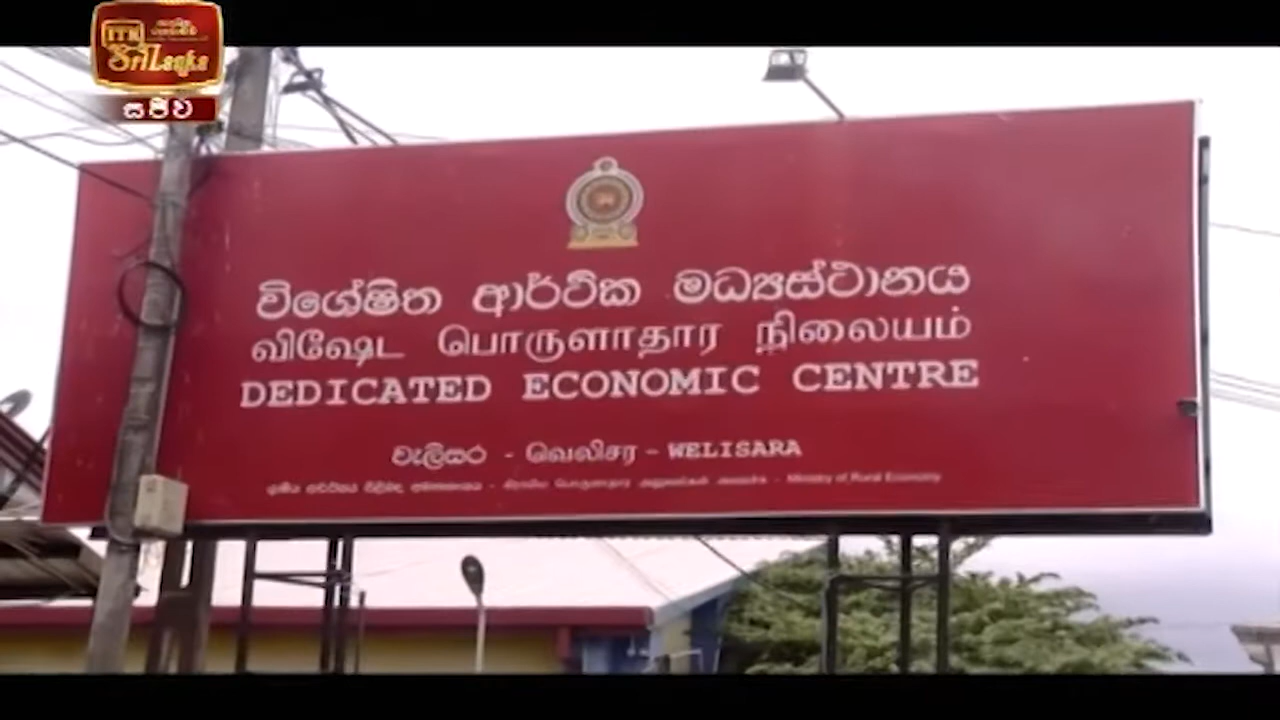 ITN
Sri Lanka
සජීව
විශේෂිත ආර්ථික මධ්‍යස්ථානය
விஷேட பொருளாதார நிலையம்
DEDICATED ECONOMIC CENTRE
වැලිසර - வெலிசர - WELISARA
Ministry of Rural Economy